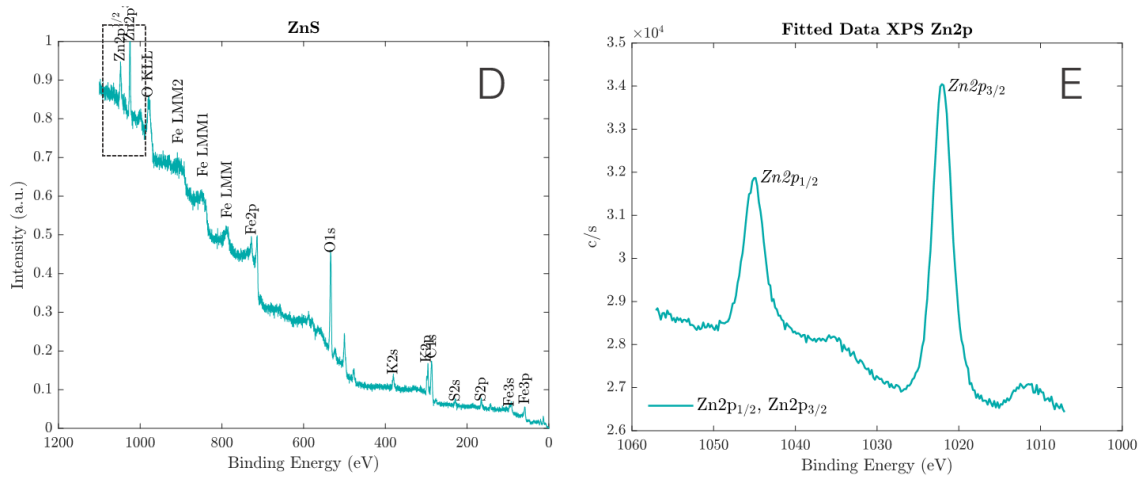 ZnS
D
Intensity (a.u.)
1
0.9
0.8
0.7
0.6
0.5
0.4
0.3
0.2
0.1
0
Zn2p
O KLL
Fe LMM2
Fe LMM1
Fe LMM
Fe2p
O1s
K2s
K2p
C1s
S2s
S2p
Fe3s
Fe3p
1200 1000 800 600 400 200 0
Binding Energy (eV)
Fitted Data XPS Zn2p
×10⁴
E
c/s
3.5
3.4
3.3
3.2
3.1
3
2.9
2.8
2.7
2.6
Zn2p3/2
Zn2p1/2
Zn2p1/2, Zn2p3/2
1060 1050 1040 1030 1020 1010 1000
Binding Energy (eV)